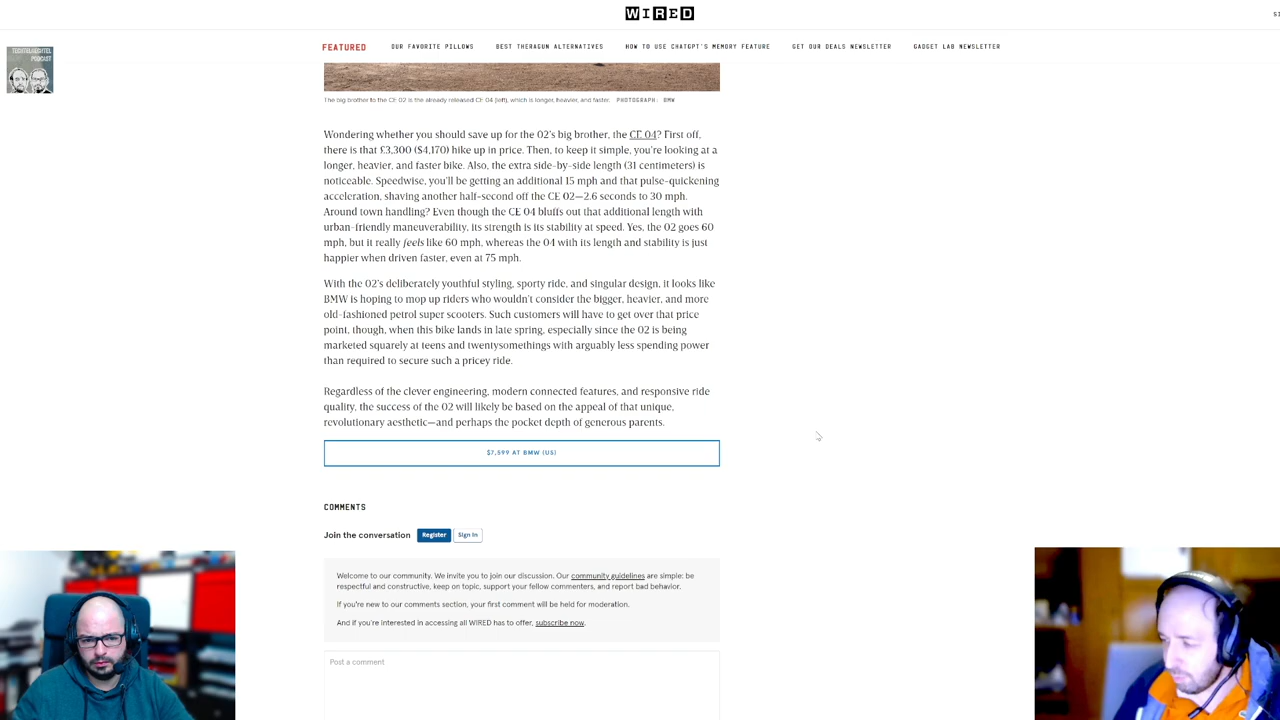 WIRED
TECHTELMECHTEL
PODCAST
FEATURED
OUR FAVORITE PILLOWS
BEST THERAGUN ALTERNATIVES
HOW TO USE CHATGPT'S MEMORY FEATURE
GET OUR DEALS NEWSLETTER
GADGET LAB NEWSLETTER
The big brother to the CE 02 is the already released CE 04 (left), which is longer, heavier, and faster. PHOTOGRAPH: BMW
Wondering whether you should save up for the 02's big brother, the CE 04? First off,
there is that £3,300 ($4,170) hike up in price. Then, to keep it simple, you're looking at a
longer, heavier, and faster bike. Also, the extra side-by-side length (31 centimeters) is
noticeable. Speedwise, you'll be getting an additional 15 mph and that pulse-quickening
acceleration, shaving another half-second off the CE 02—2.6 seconds to 30 mph.
Around town handling? Even though the CE 04 bluffs out that additional length with
urban-friendly maneuverability, its strength is its stability at speed. Yes, the 02 goes 60
mph, but it really feels like 60 mph, whereas the 04 with its length and stability is just
happier when driven faster, even at 75 mph.
With the 02's deliberately youthful styling, sporty ride, and singular design, it looks like
BMW is hoping to mop up riders who wouldn't consider the bigger, heavier, and more
old-fashioned petrol super scooters. Such customers will have to get over that price
point, though, when this bike lands in late spring, especially since the 02 is being
marketed squarely at teens and twentysomethings with arguably less spending power
than required to secure such a pricey ride.
Regardless of the clever engineering, modern connected features, and responsive ride
quality, the success of the 02 will likely be based on the appeal of that unique,
revolutionary aesthetic—and perhaps the pocket depth of generous parents.
$7,599 AT BMW (US)
COMMENTS
Join the conversation Register Sign In
Welcome to our community. We invite you to join our discussion. Our community guidelines are simple: be
respectful and constructive, keep on topic, support your fellow commenters, and report bad behavior.
If you're new to our comments section, your first comment will be held for moderation.
And if you're interested in accessing all WIRED has to offer, subscribe now.
Post a comment